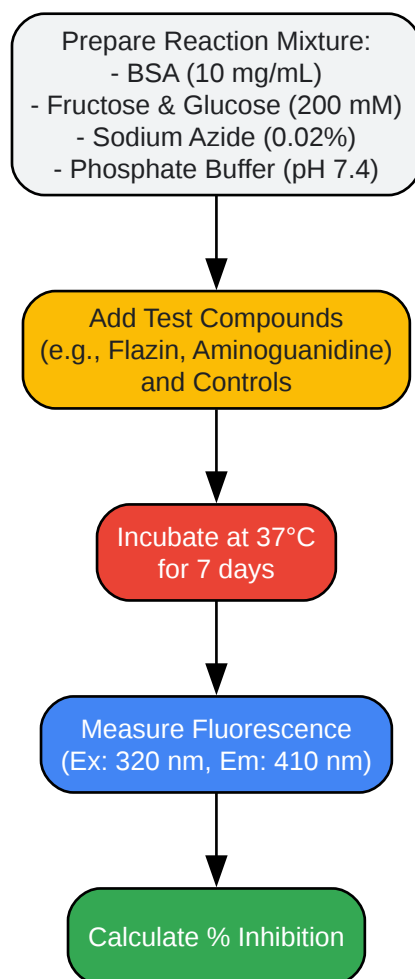 Prepare Reaction Mixture:
- BSA (10 mg/mL)
- Fructose & Glucose (200 mM)
- Sodium Azide (0.02%)
- Phosphate Buffer (pH 7.4)
Add Test Compounds
(e.g., Flazin, Aminoguanidine)
and Controls
Incubate at 37°C
for 7 days
Measure Fluorescence
(Ex: 320 nm, Em: 410 nm)
Calculate % Inhibition